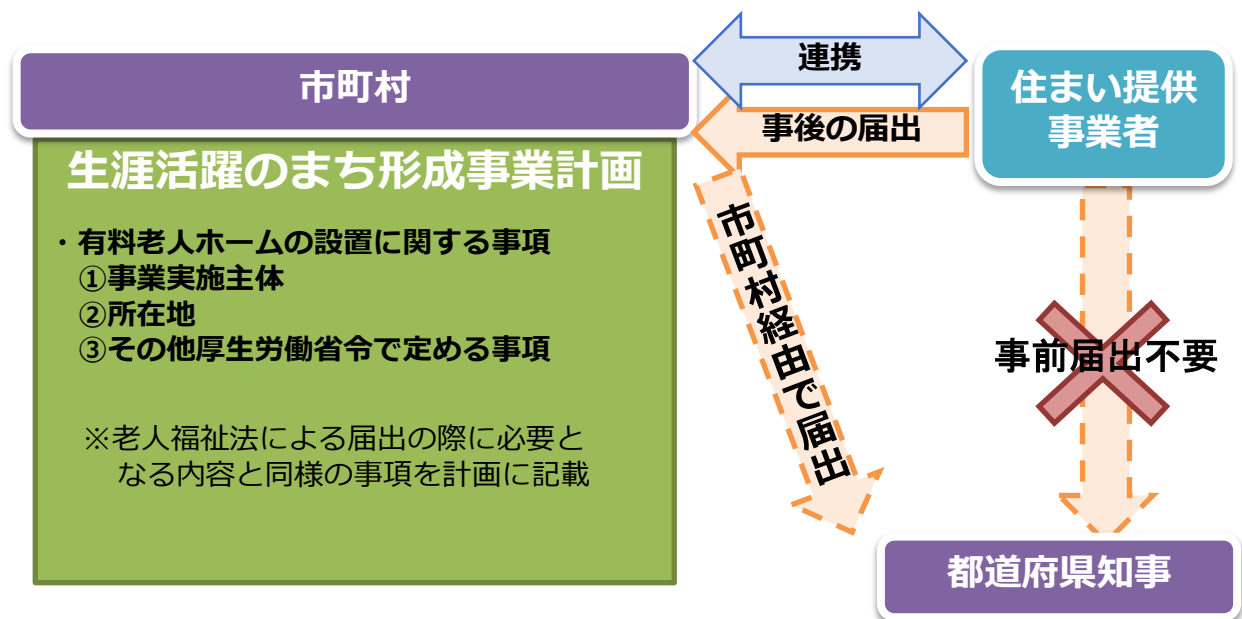 市町村
連携
住まい提供
事業者
事後の届出
生涯活躍のまち形成事業計画
・有料老人ホームの設置に関する事項
①事業実施主体
②所在地
③その他厚生労働省令で定める事項
※老人福祉法による届出の際に必要と
なる内容と同様の事項を計画に記載
市町村経由で届出
事前届出不要
都道府県知事